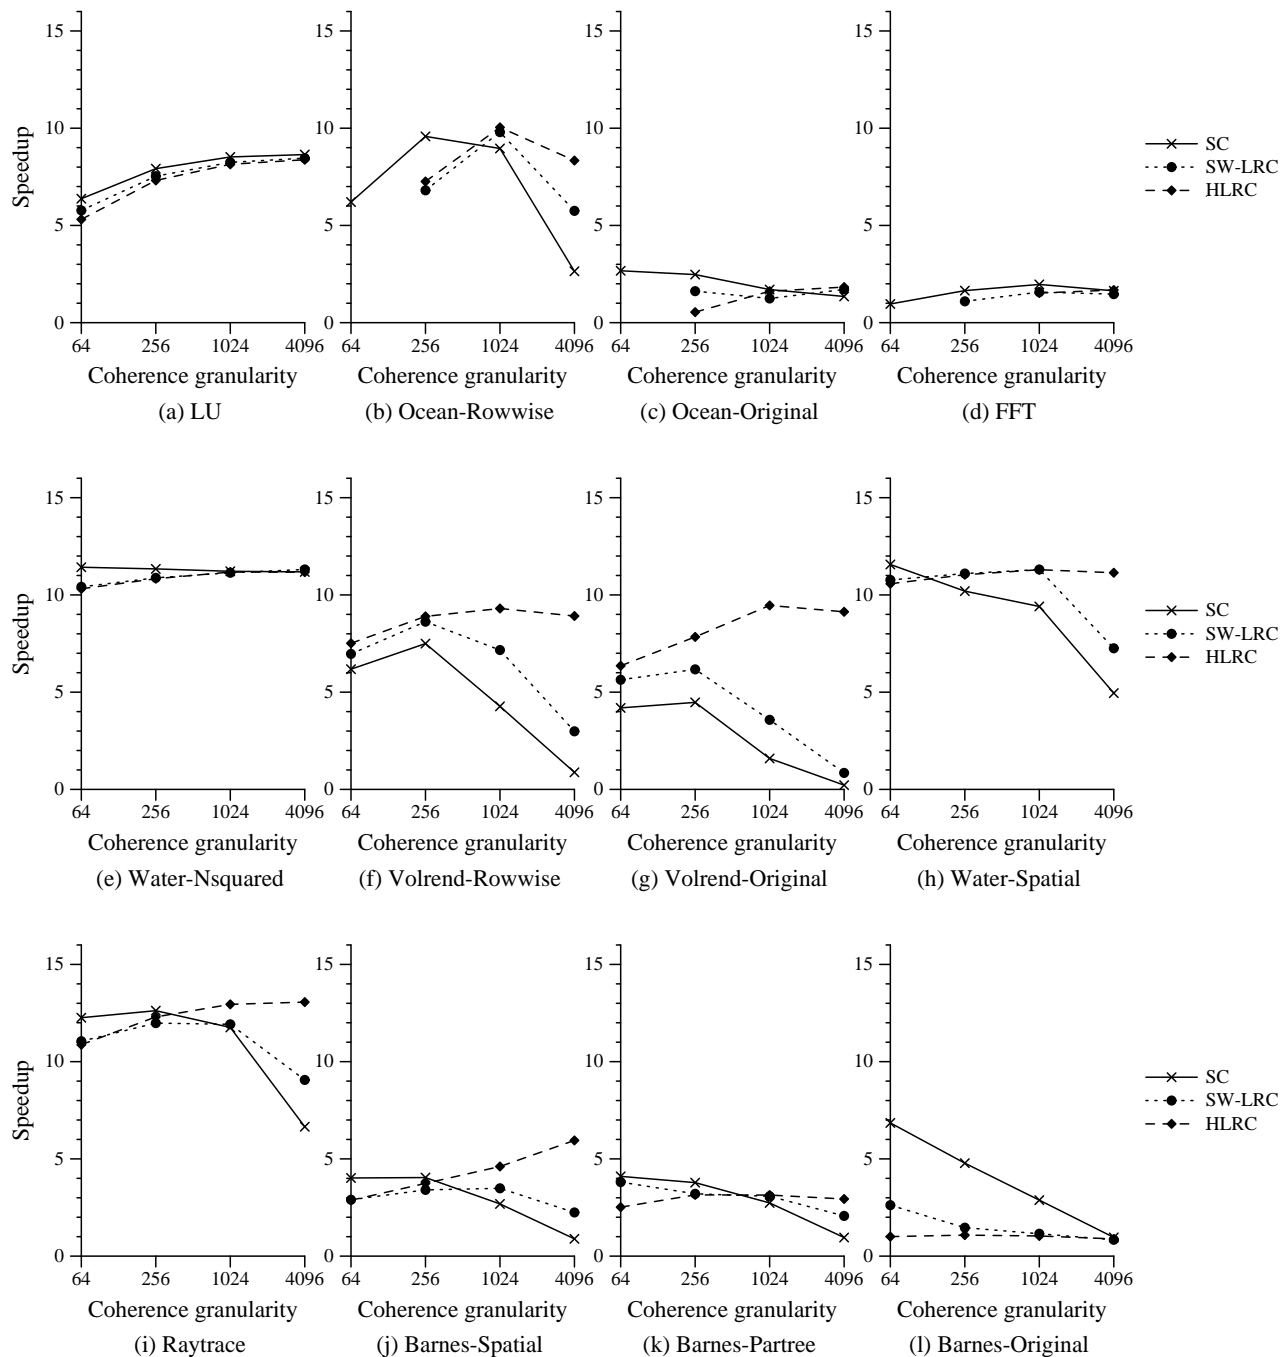 Speedup
15
10
5
0
64 256 1024 4096
Coherence granularity
(a) LU
15
10
5
0
64 256 1024 4096
Coherence granularity
(b) Ocean-Rowwise
15
10
5
0
64 256 1024 4096
Coherence granularity
(c) Ocean-Original
15
10
5
0
64 256 1024 4096
Coherence granularity
(d) FFT
SC
SW-LRC
HLRC
Speedup
15
10
5
0
64 256 1024 4096
Coherence granularity
(e) Water-Nsquared
15
10
5
0
64 256 1024 4096
Coherence granularity
(f) Volrend-Rowwise
15
10
5
0
64 256 1024 4096
Coherence granularity
(g) Volrend-Original
15
10
5
0
64 256 1024 4096
Coherence granularity
(h) Water-Spatial
SC
SW-LRC
HLRC
Speedup
15
10
5
0
64 256 1024 4096
Coherence granularity
(i) Raytrace
15
10
5
0
64 256 1024 4096
Coherence granularity
(j) Barnes-Spatial
15
10
5
0
64 256 1024 4096
Coherence granularity
(k) Barnes-Partree
15
10
5
0
64 256 1024 4096
Coherence granularity
(l) Barnes-Original
SC
SW-LRC
HLRC